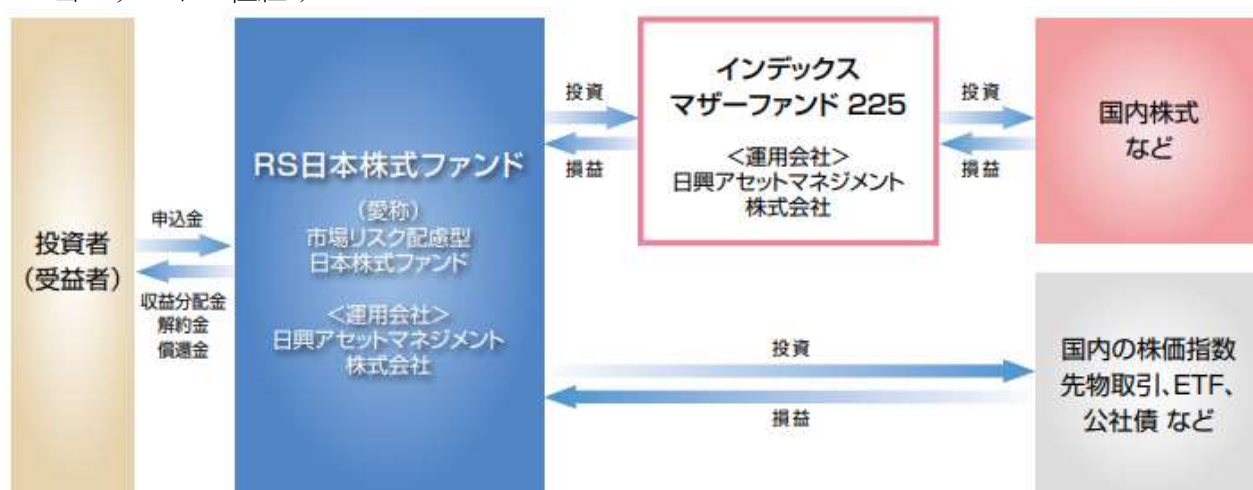 投資者
(受益者)
申込金
収益分配金
解約金
償還金
RS日本株式ファンド
(愛称)
市場リスク配慮型
日本株式ファンド
<運用会社>
日興アセットマネジメント
株式会社
投資
損益
インデックス
マザーファンド 225
<運用会社>
日興アセットマネジメント
株式会社
投資
損益
国内株式
など
投資
損益
国内の株価指数
先物取引、ETF、
公社債 など